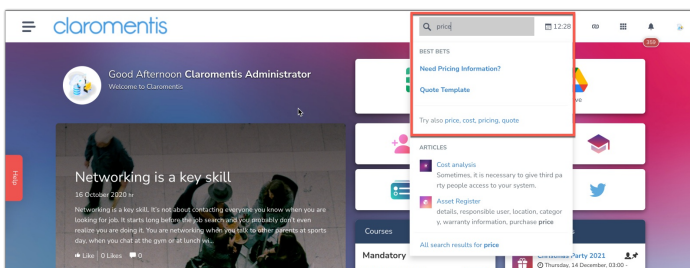 claromentis
price
12:28
359
Good Afternoon Claromentis Administrator
Welcome to Claromentis
BEST BETS
Need Pricing Information?
Quote Template
Try also price, cost, pricing, quote
ARTICLES
Cost analysis
Sometimes, it is necessary to give third pa
rty people access to your system.
Asset Register
details, responsible user, location, categor
y, warranty information, purchase price
All search results for price
Help
Networking is a key skill
16 October 2020 hr
Networking is a key skill. It's not about contacting everyone you know when you are
looking for job. It starts long before the job search and you probably don't even
realize you are doing it. You are networking when you talk to other parents at sports
day, when you chat at the gym or at lunch wi...
Like 0 Likes 0
Courses
Mandatory
Christmas Party 2021
Thursday, 14 December, 03:00 -